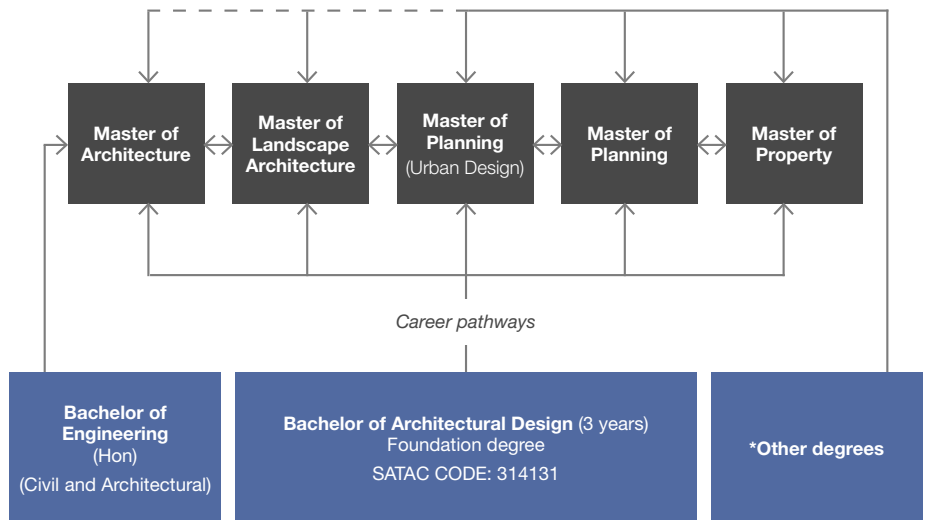 Master of
Architecture
Master of
Landscape
Architecture
Master of
Planning
(Urban Design)
Master of
Planning
Master of
Property
Career pathways
Bachelor of
Engineering
(Hon)
(Civil and Architectural)
Bachelor of Architectural Design (3 years)
Foundation degree
SATAC CODE: 314131
*Other degrees